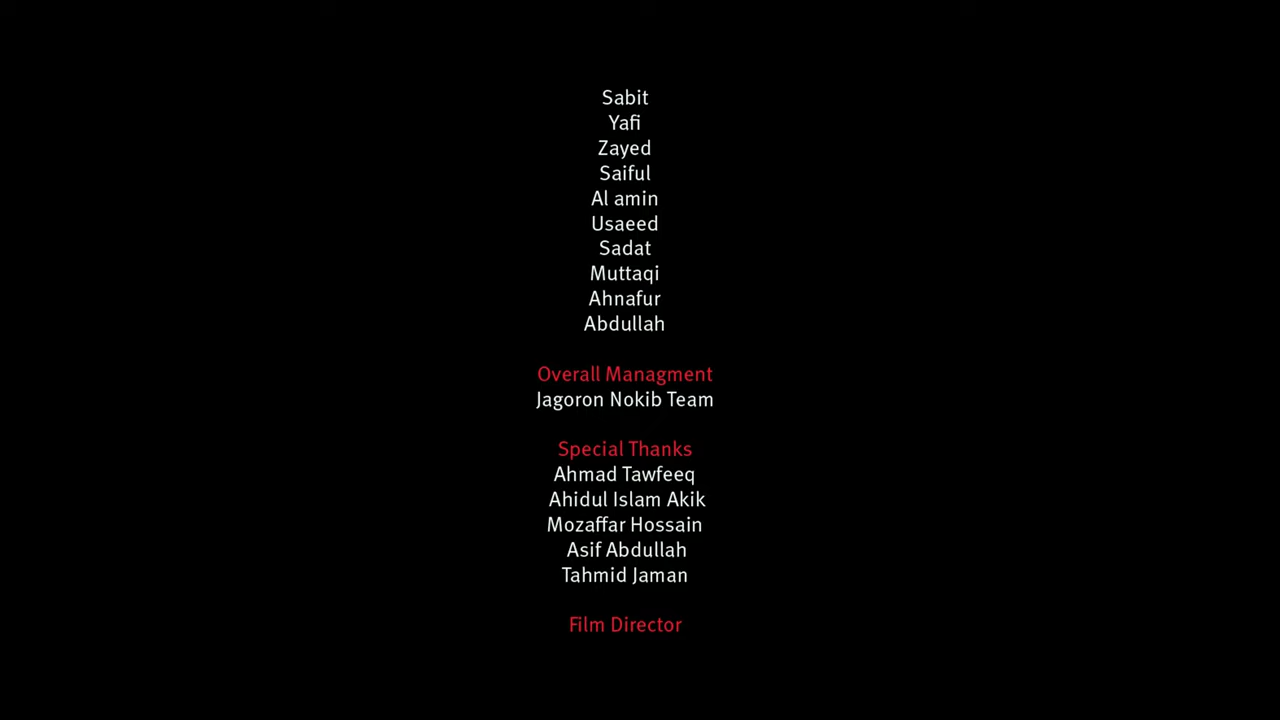 Sabit
Yafi
Zayed
Saiful
Al amin
Usaeed
Sadat
Muttaqi
Ahnafur
Abdullah
Overall Managment
Jagoron Nokib Team
Special Thanks
Ahmad Tawfeeq
Ahidul Islam Akik
Mozaffar Hossain
Asif Abdullah
Tahmid Jaman
Film Director